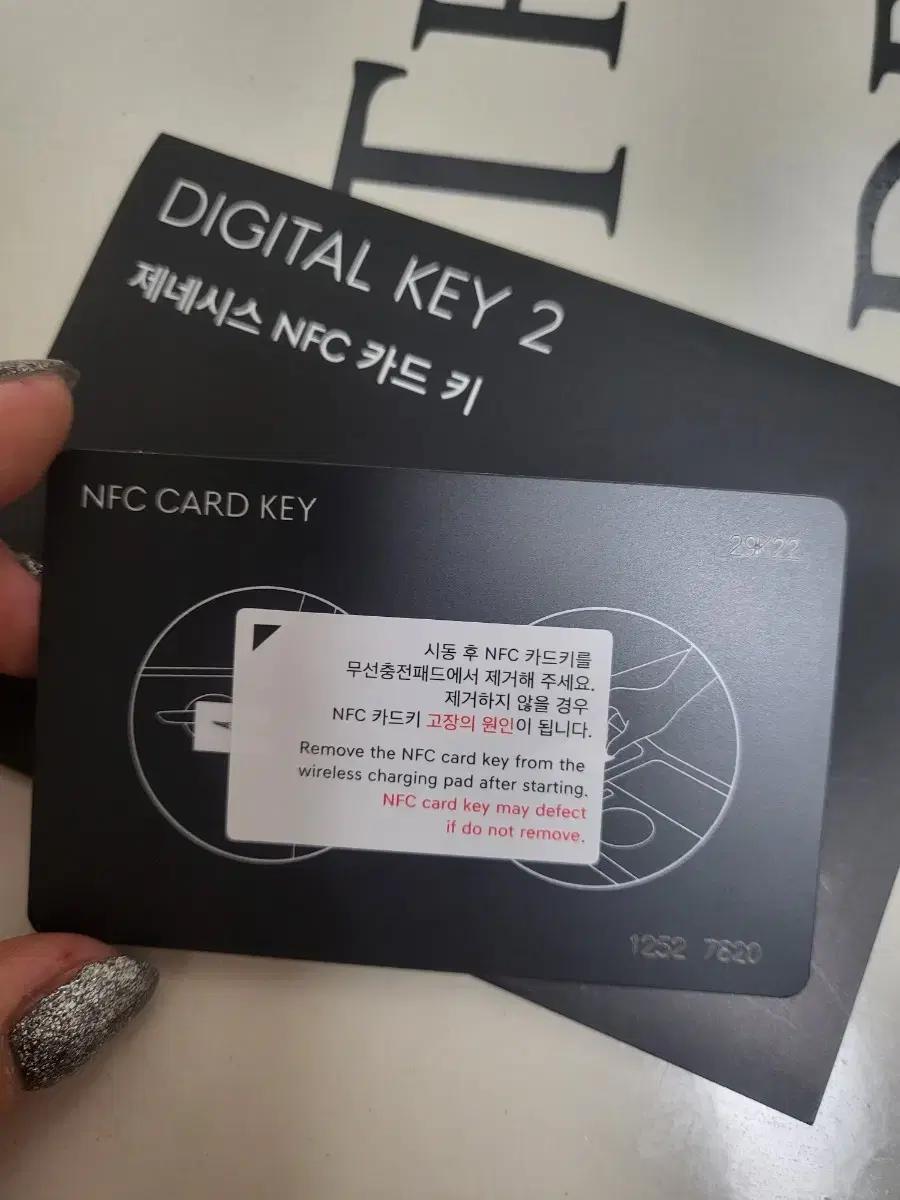 DIGITAL KEY 2
제네시스 NFC 카드 키
NFC CARD KEY
29K22
시동 후 NFC 카드키를
무선충전패드에서 제거해 주세요.
제거하지 않을 경우
NFC 카드키 고장의 원인이 됩니다.
Remove the NFC card key from the
wireless charging pad after starting.
NFC card key may defect
if do not remove.
1252 7820